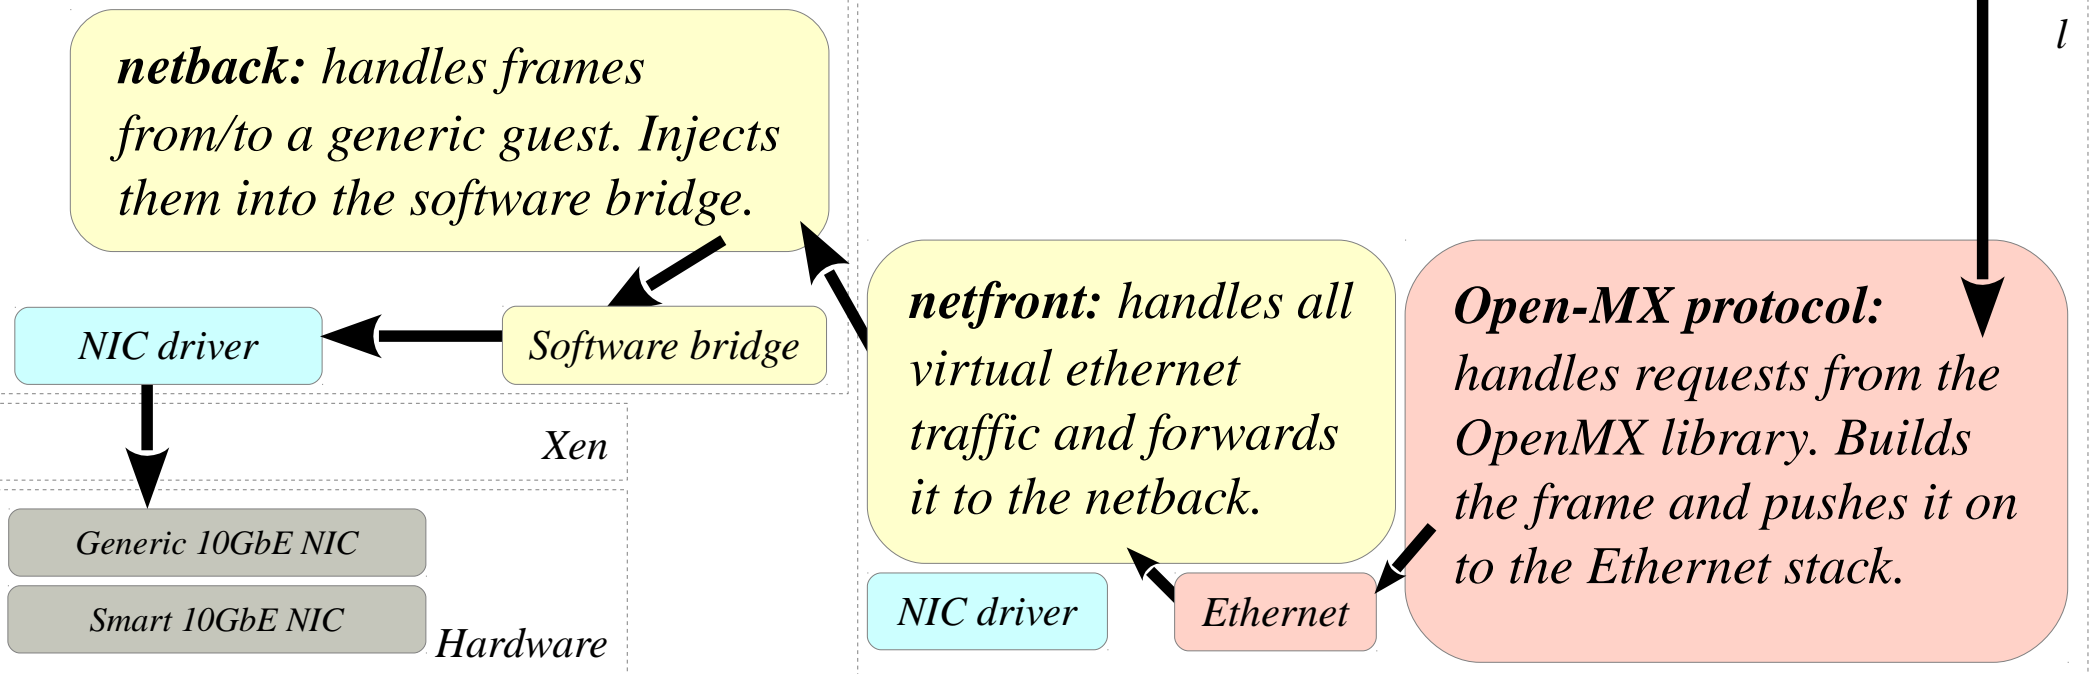 netback: handles frames
from/to a generic guest. Injects
them into the software bridge.
NIC driver
Software bridge
Xen
Generic 10GbE NIC
Smart 10GbE NIC
Hardware
l
netfront: handles all
virtual ethernet
traffic and forwards
it to the netback.
NIC driver
Ethernet
Open-MX protocol:
handles requests from the
OpenMX library. Builds
the frame and pushes it on
to the Ethernet stack.